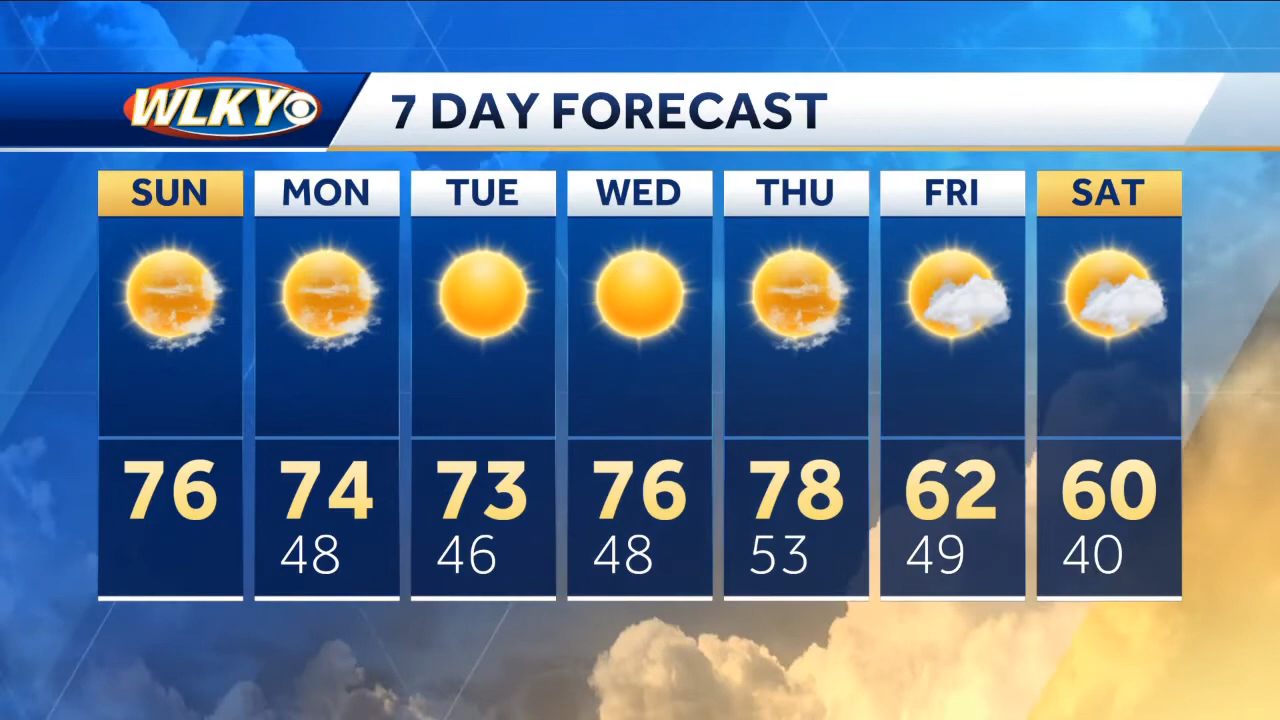 WLKY
7 DAY FORECAST
SUN MON TUE WED THU FRI SAT
76 74 73 76 78 62 60
48 46 48 53 49 40